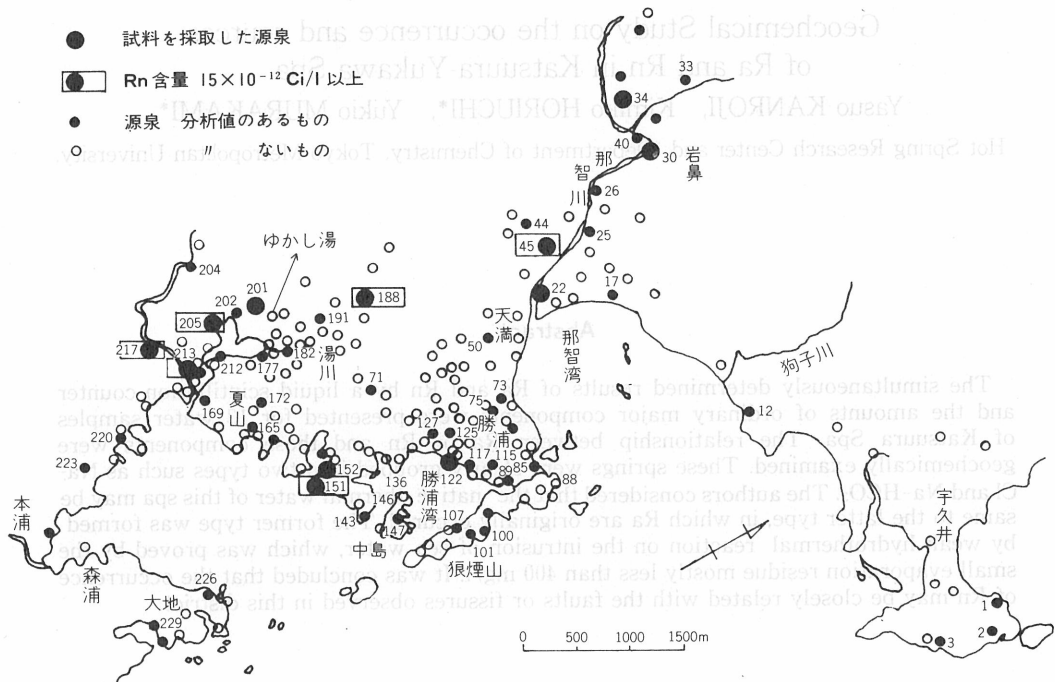 試料を採取した源泉
Rn 含量 15×10⁻¹² Ci/l 以上
源泉 分析値のあるもの
〃 ないもの
33
34
40
30
岩鼻
那智川
26
44
25
45
ゆかし湯
204
22
17
天満
那智湾
狗子川
202
201
188
205
191
217
213
212
177
182
湯川
50
71
73
75
勝浦
12
169
夏山
172
165
127
125
117
115
85
88
89
122
220
223
152
151
136
146
勝浦湾
143
147
107
100
101
中島
狼煙山
宇久井
本浦
森浦
大地
226
229
1
2
3
0 500 1000 1500m
Geochemical Study on the occurrence and
of Ra and Rn in Katsuura-Yukawa
Yasuo KANROJI, HORIUCHI*, Yukio MURAKAMI*
Hot Spring Research Center and Department of Chemistry, Tokyo Metropolitan University,
Abstra
The simultaneously determined results of Ra and Rn by a liquid scintillation counter
and the amounts of ordinary major components presented for water samples
of Katsuura Spa. The relationship between Ra, Rn and components were
geochemically examined. These springs were two types such as
Cl and Na-. The authors considered that the native water of this spa may be
same to the latter type, in which Ra are originally former type was formed
by weak hydrothermal reaction on the intrusion of water, which was proved by the
small evaporation residue mostly less than 400 mg. It was concluded that the occurrence
of Rn may be closely related with the faults or fissures observed in this